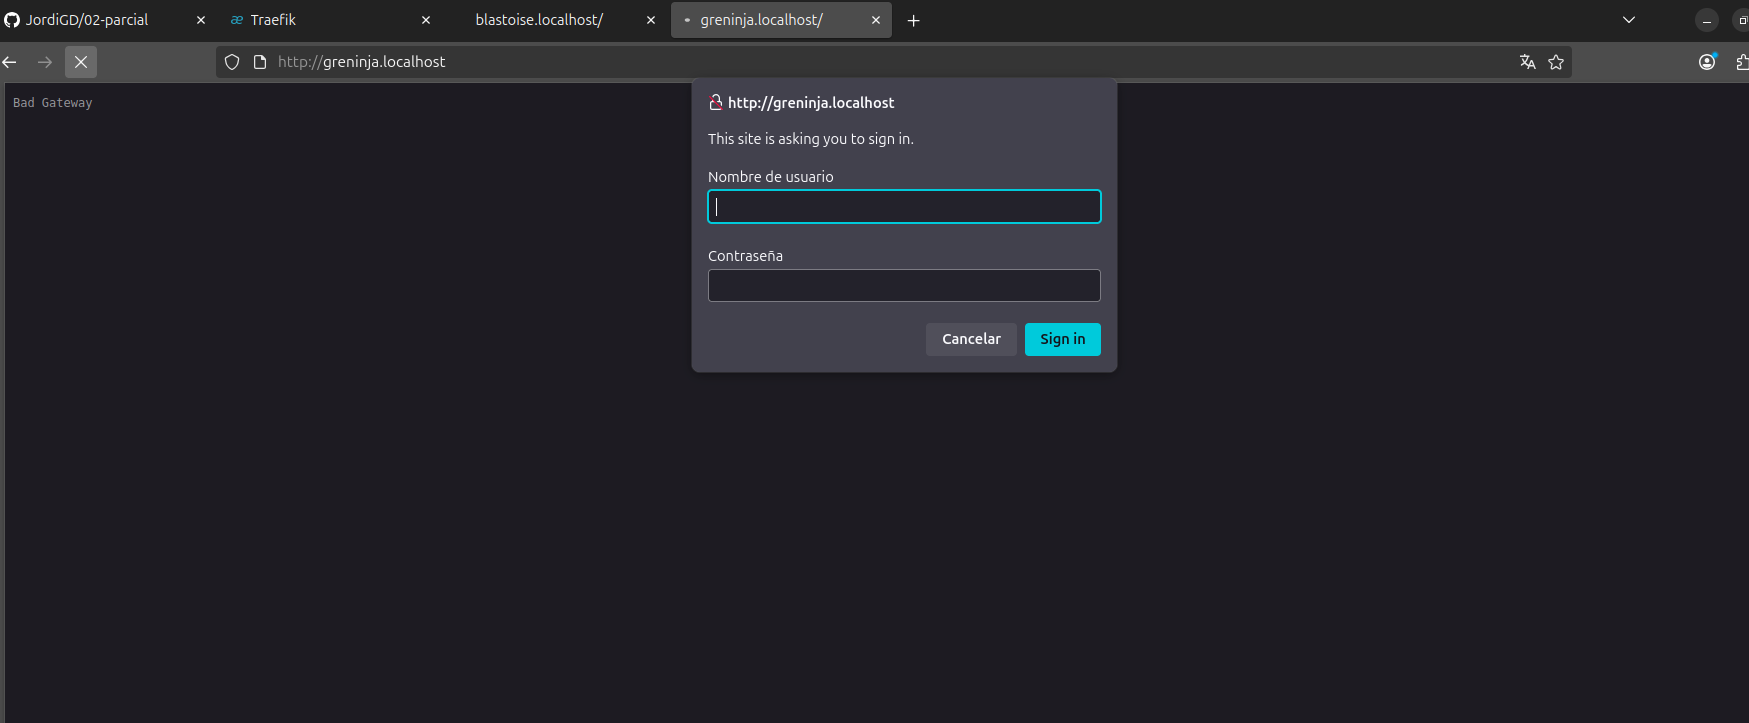 JordiGD/02-parcial
Traefik
blastoise.localhost/
greninja.localhost/
http://greninja.localhost
Bad Gateway
http://greninja.localhost
This site is asking you to sign in.
Nombre de usuario
Contraseña
Cancelar
Sign in